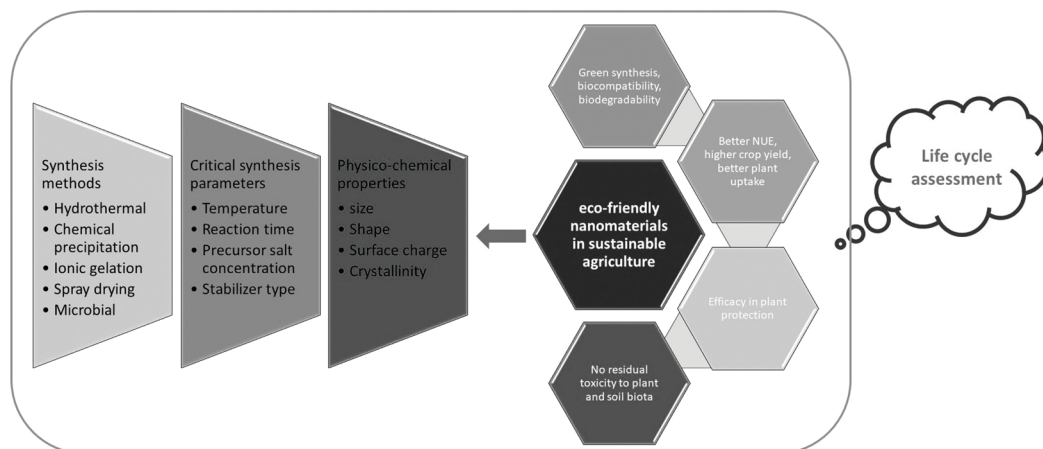 Synthesis
methods
• Hydrothermal
• Chemical
precipitation
• Ionic gelation
• Spray drying
• Microbial
Critical synthesis
parameters
• Temperature
• Reaction time
• Precursor salt
concentration
• Stabilizer type
Physico-chemical
properties
• size
• Shape
• Surface charge
• Crystallinity
eco-friendly
nanomaterials
in sustainable
agriculture
Green synthesis,
biocompatibility,
biodegradability
Better NUE,
higher crop yield,
better plant
uptake
Efficacy in plant
protection
No residual
toxicity to plant
and soil biota
Life cycle
assessment